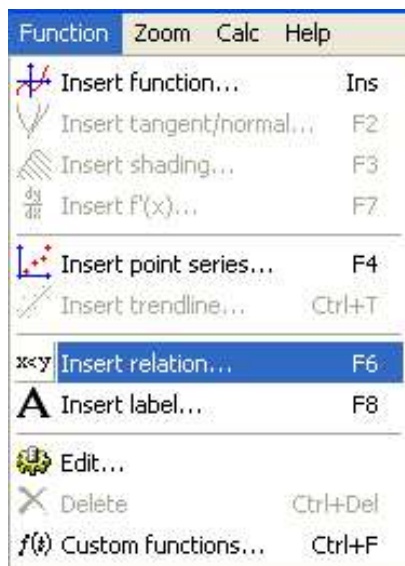 Function Zoom Calc Help
Insert function... Ins
Insert tangent/normal... F2
Insert shading... F3
dy/dx Insert f'(x)... F7
Insert point series... F4
Insert trendline... Ctrl+T
x<y Insert relation... F6
A Insert label... F8
Edit...
Delete Ctrl+Del
f(t) Custom functions... Ctrl+F